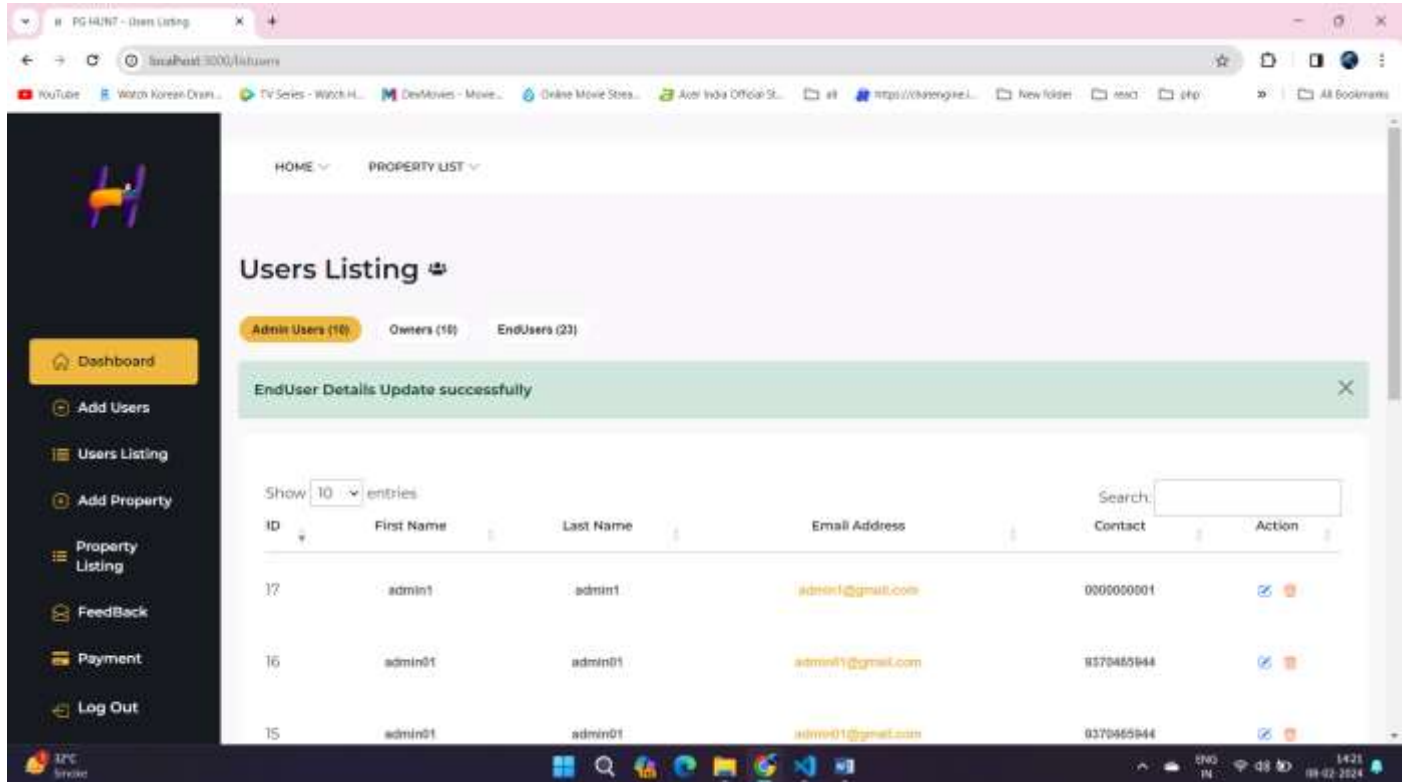 PG HUNT - Users Listing
localhost:3000/listusers
YouTube Watch Korean Dram... TV Series - Watch H... DevMovies - Movie... Online Movie Strea... Acer India Official St... all New folder react php » All Bookmarks
HOME PROPERTY LIST
Users Listing
Admin Users (10) Owners (10) EndUsers (23)
EndUser Details Update successfully
Dashboard
Add Users
Users Listing
Add Property
Property
Listing
FeedBack
Payment
Log Out
Show 10 entries Search:
ID First Name Last Name Email Address Contact Action
17 admin1 admin1 admin1@gmail.com 0000000001
16 admin01 admin01 admin01@gmail.com 9370465944
15 admin01 admin01 admin01@gmail.com 9370465944
32°C
Smoke
ENG
IN
48
14:21
09-02-2024